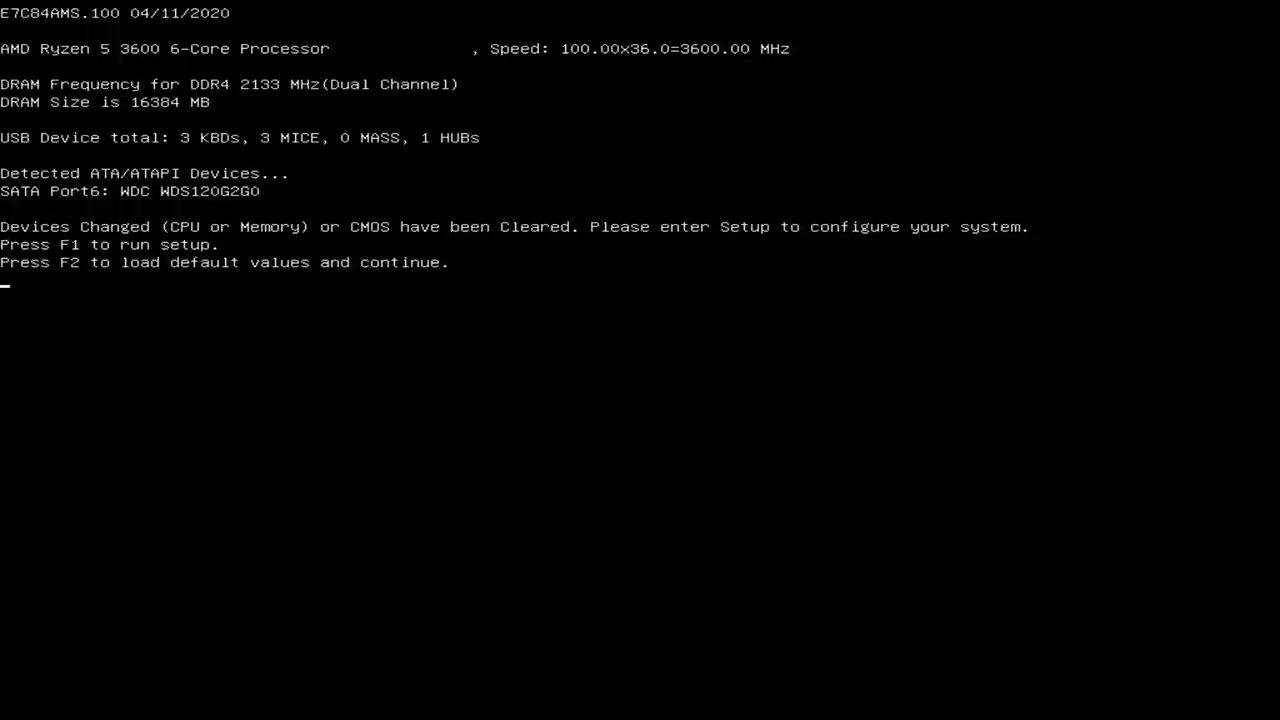 E7C84AMS.100 04/11/2020
AMD Ryzen 5 3600 6-Core Processor , Speed: 100.00x36.0=3600.00 MHz
DRAM Frequency for DDR4 2133 MHz(Dual Channel)
DRAM Size is 16384 MB
USB Device total: 3 KBDs, 3 MICE, 0 MASS, 1 HUBs
Detected ATA/ATAPI Devices...
SATA Port6: WDC WDS120G2G0
Devices Changed (CPU or Memory) or CMOS have been Cleared. Please enter Setup to configure your system.
Press F1 to run setup.
Press F2 to load default values and continue.